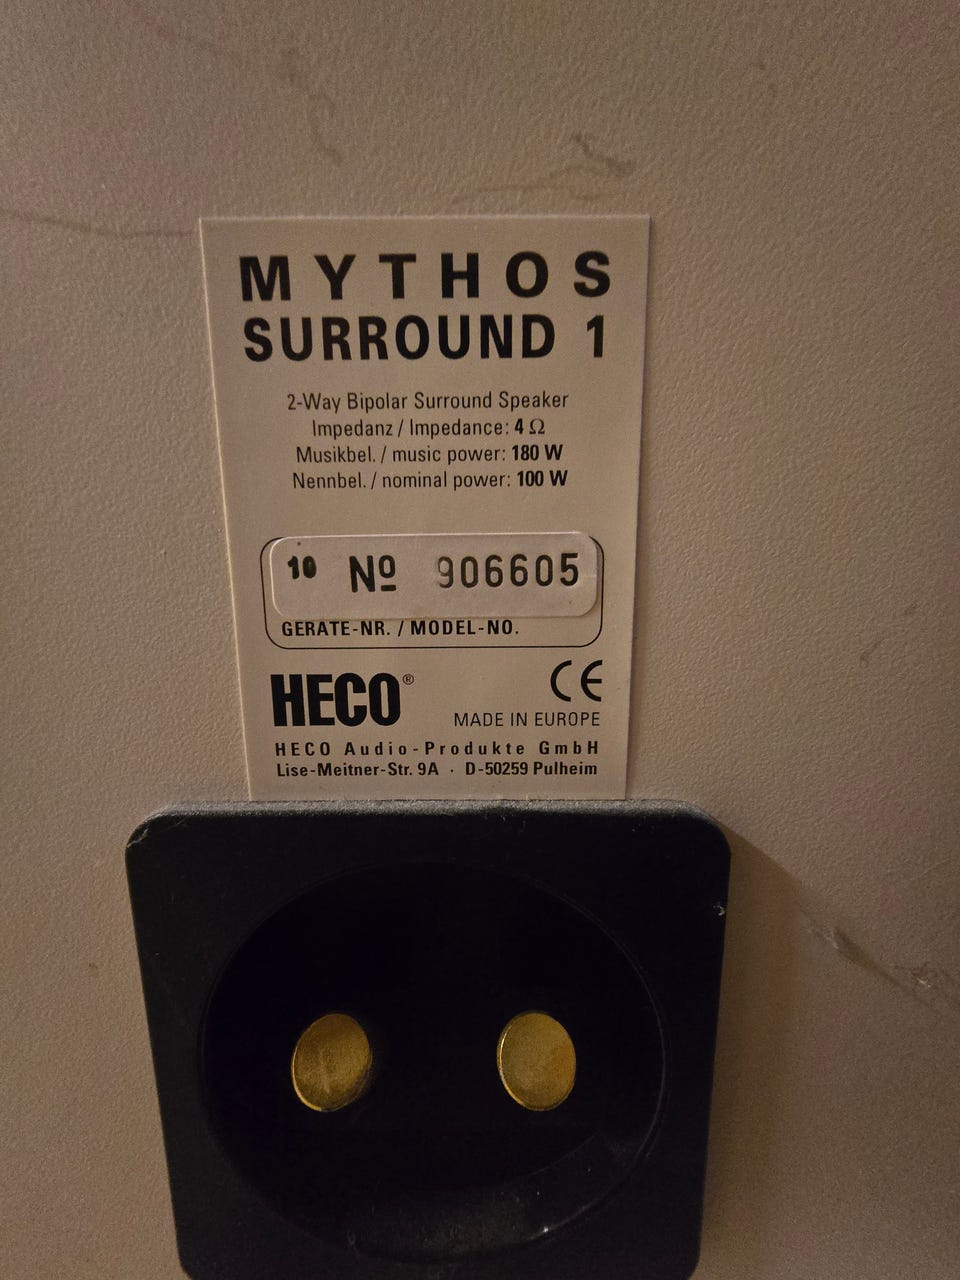 MYTHOS
SURROUND 1
2-Way Bipolar Surround Speaker
Impedanz / Impedance: 4 Ω
Musikbel. / music power: 180 W
Nennbel. / nominal power: 100 W
10 Nº 906605
GERATE-NR. / MODEL-NO.
HECO® CE
MADE IN EUROPE
HECO Audio-Produkte GmbH
Lise-Meitner-Str. 9A · D-50259 Pulheim